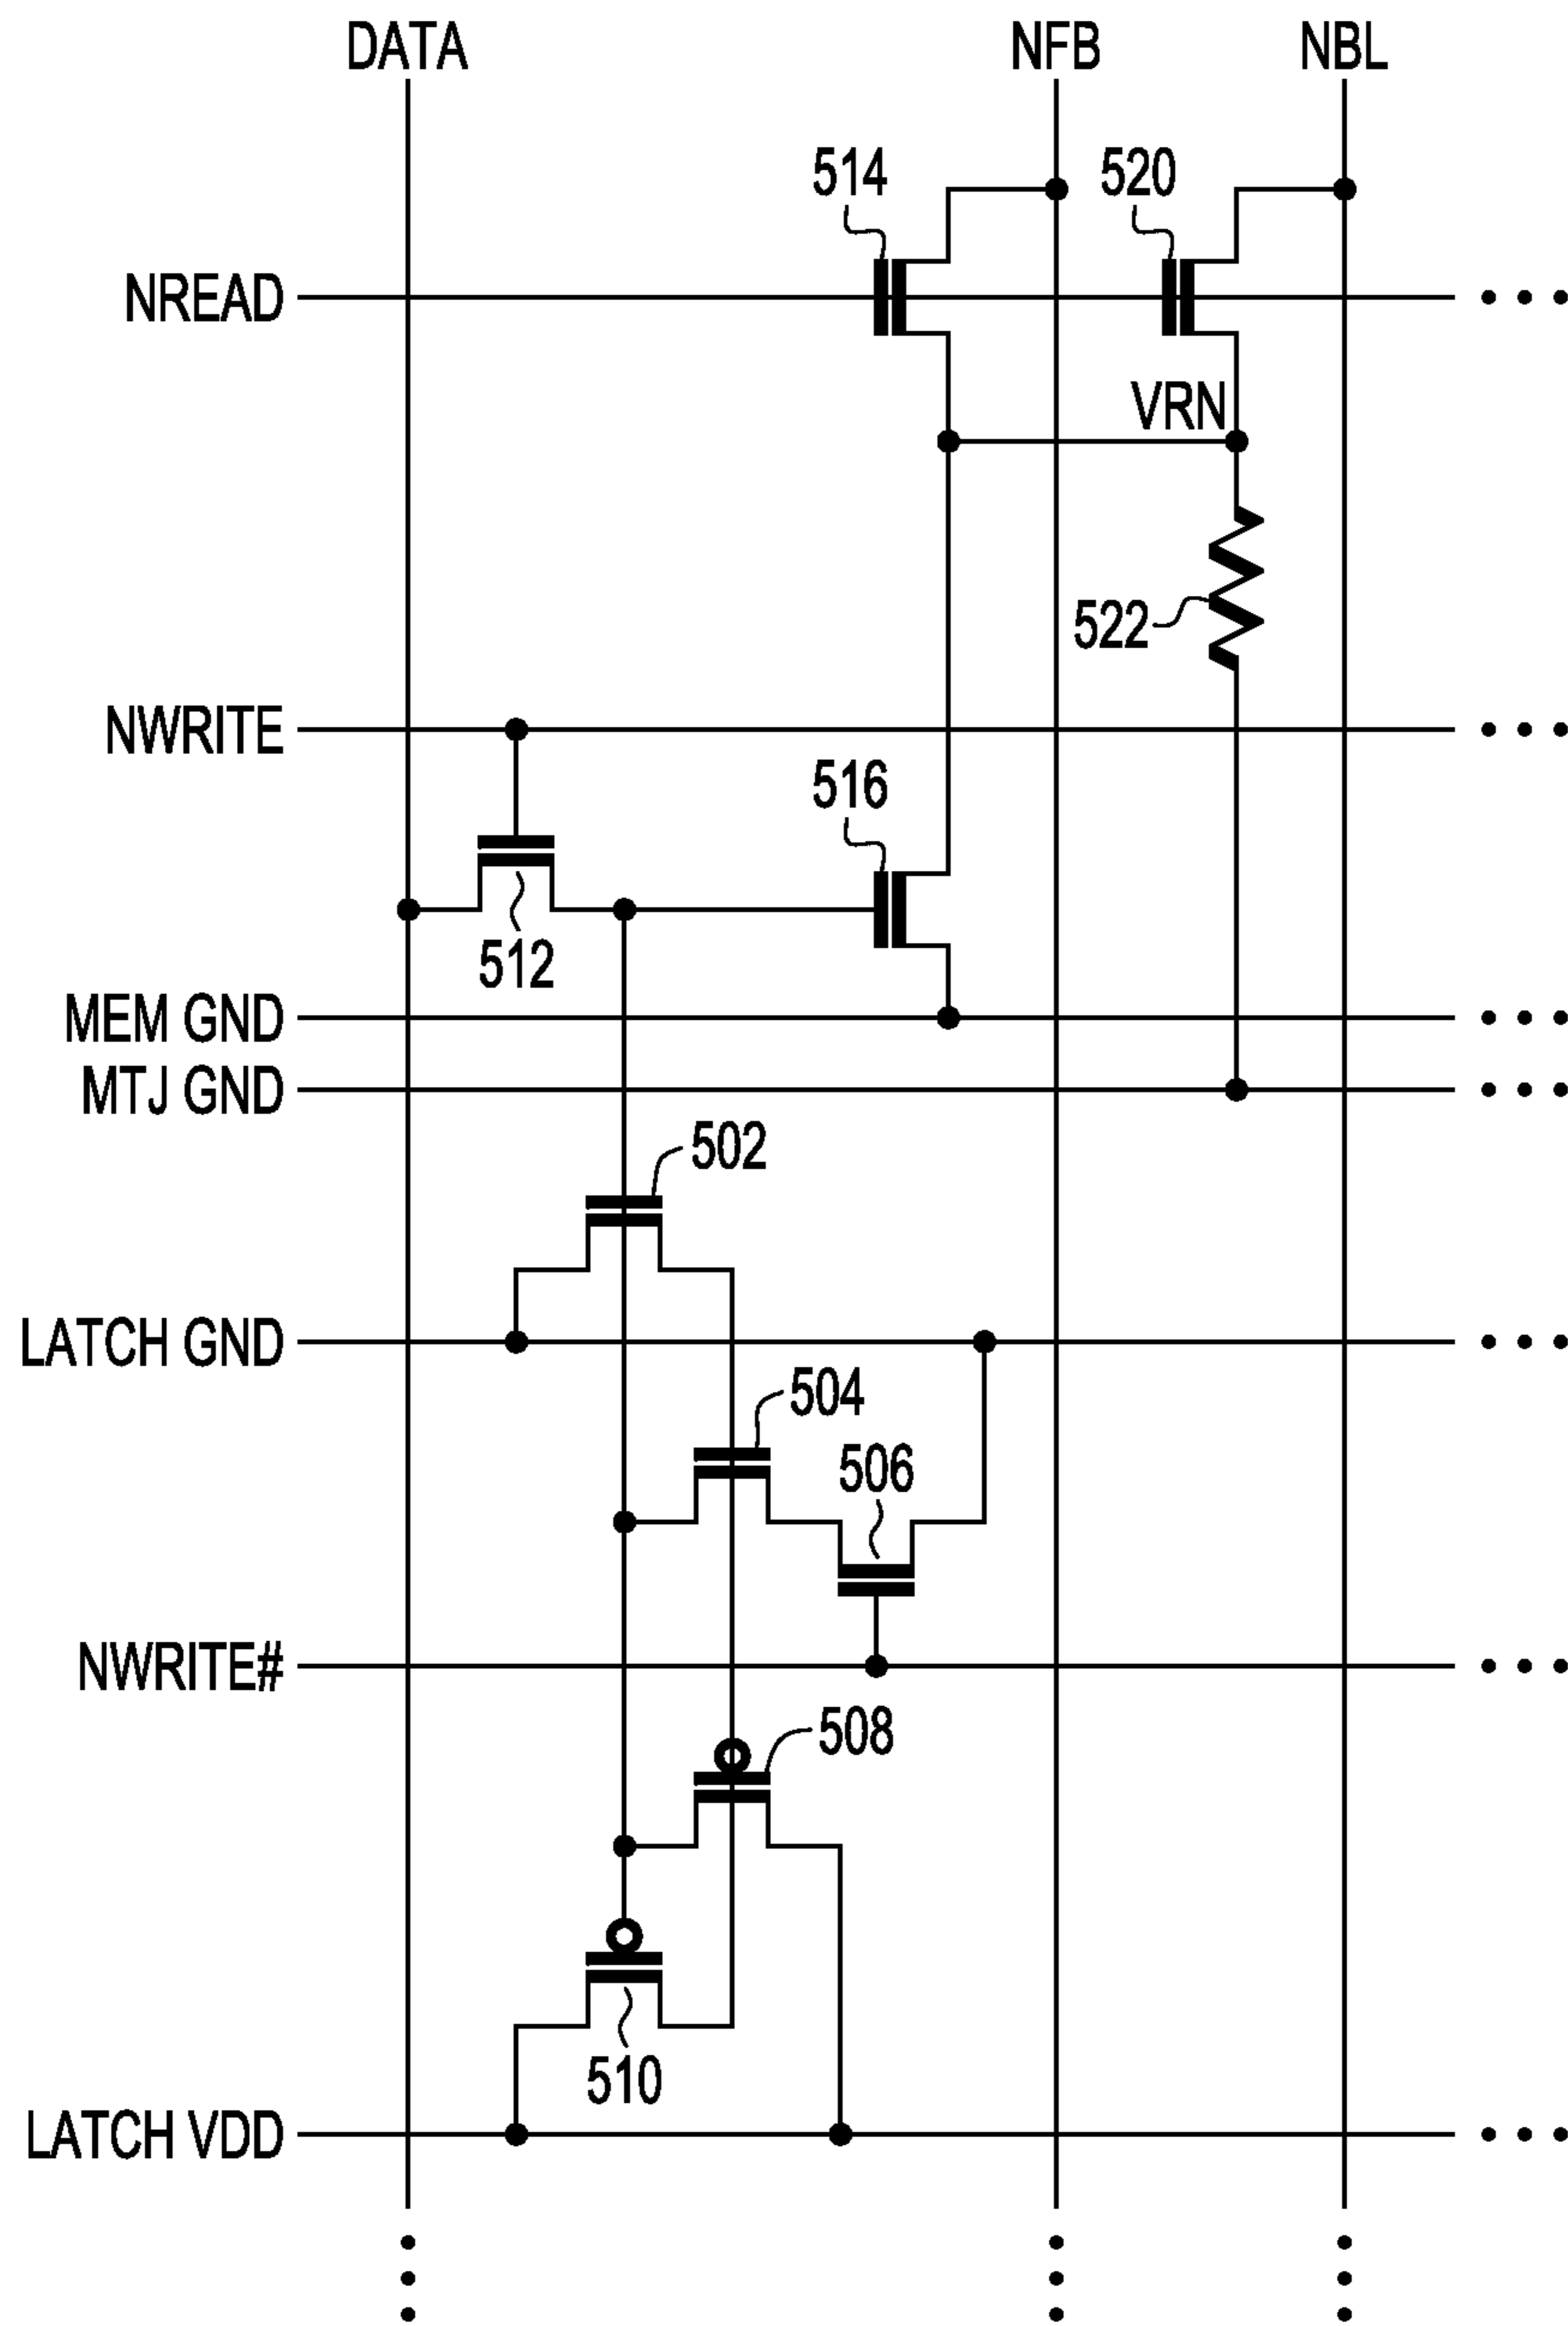 DATA NFB NBL
514 520
NREAD
VRN
522
NWRITE
516
512
MEM GND
MTJ GND
502
LATCH GND
504
506
NWRITE#
508
510
LATCH VDD